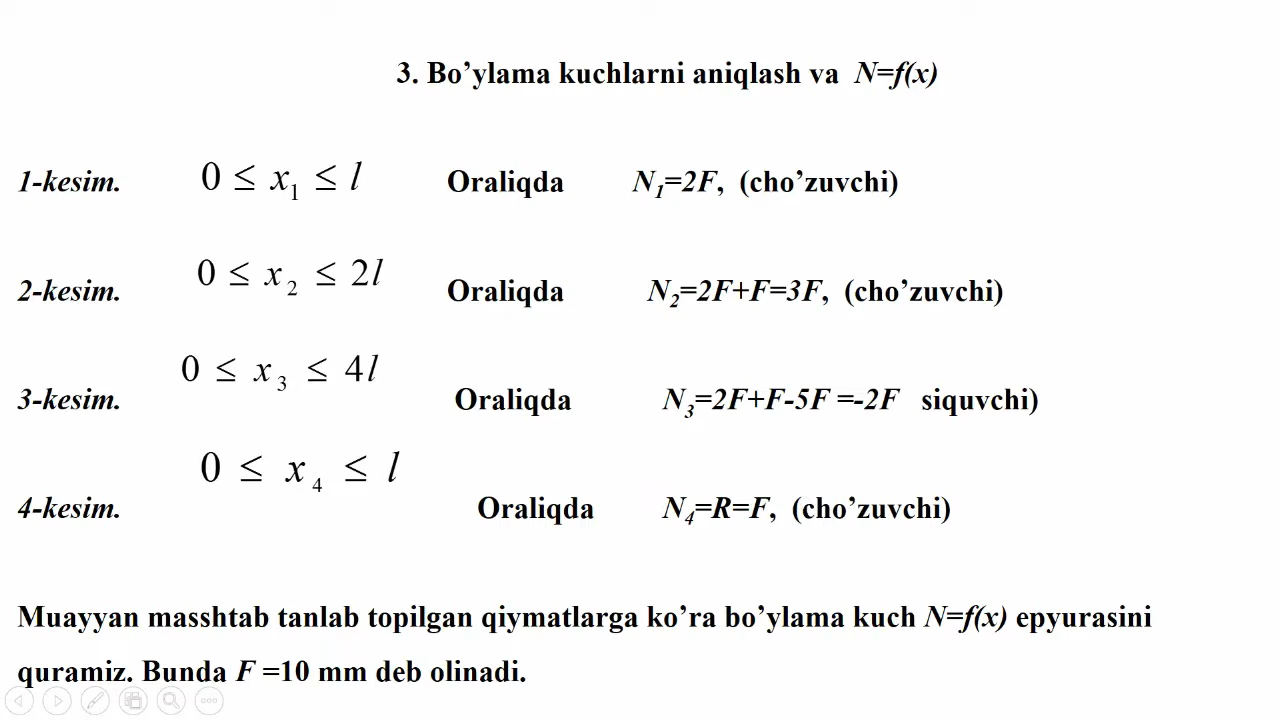 3. Bo’ylama kuchlarni aniqlash va N=f(x)
1-kesim. 0 ≤ x₁ ≤ l Oraliqda N₁=2F, (cho’zuvchi)
2-kesim. 0 ≤ x₂ ≤ 2l Oraliqda N₂=2F+F=3F, (cho’zuvchi)
3-kesim. 0 ≤ x₃ ≤ 4l Oraliqda N₃=2F+F-5F =-2F siquvchi)
4-kesim. 0 ≤ x₄ ≤ l Oraliqda N₄=R=F, (cho’zuvchi)
Muayyan masshtab tanlab topilgan qiymatlarga ko’ra bo’ylama kuch N=f(x) epyurasini
quramiz. Bunda F =10 mm deb olinadi.